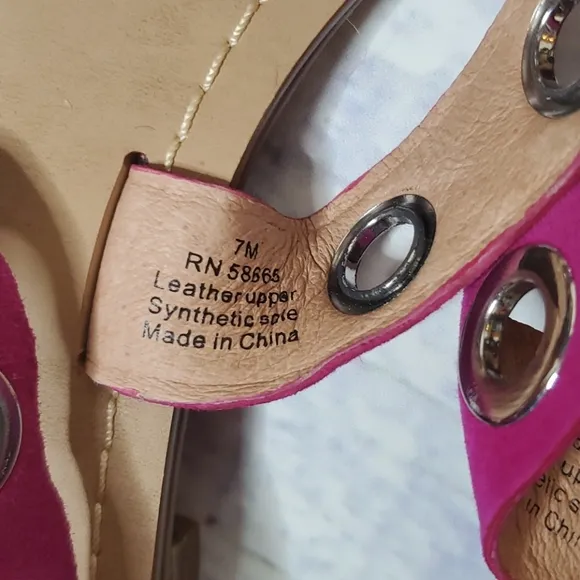 7M
RN 58665
Leather upper
Synthetic sole
Made in China